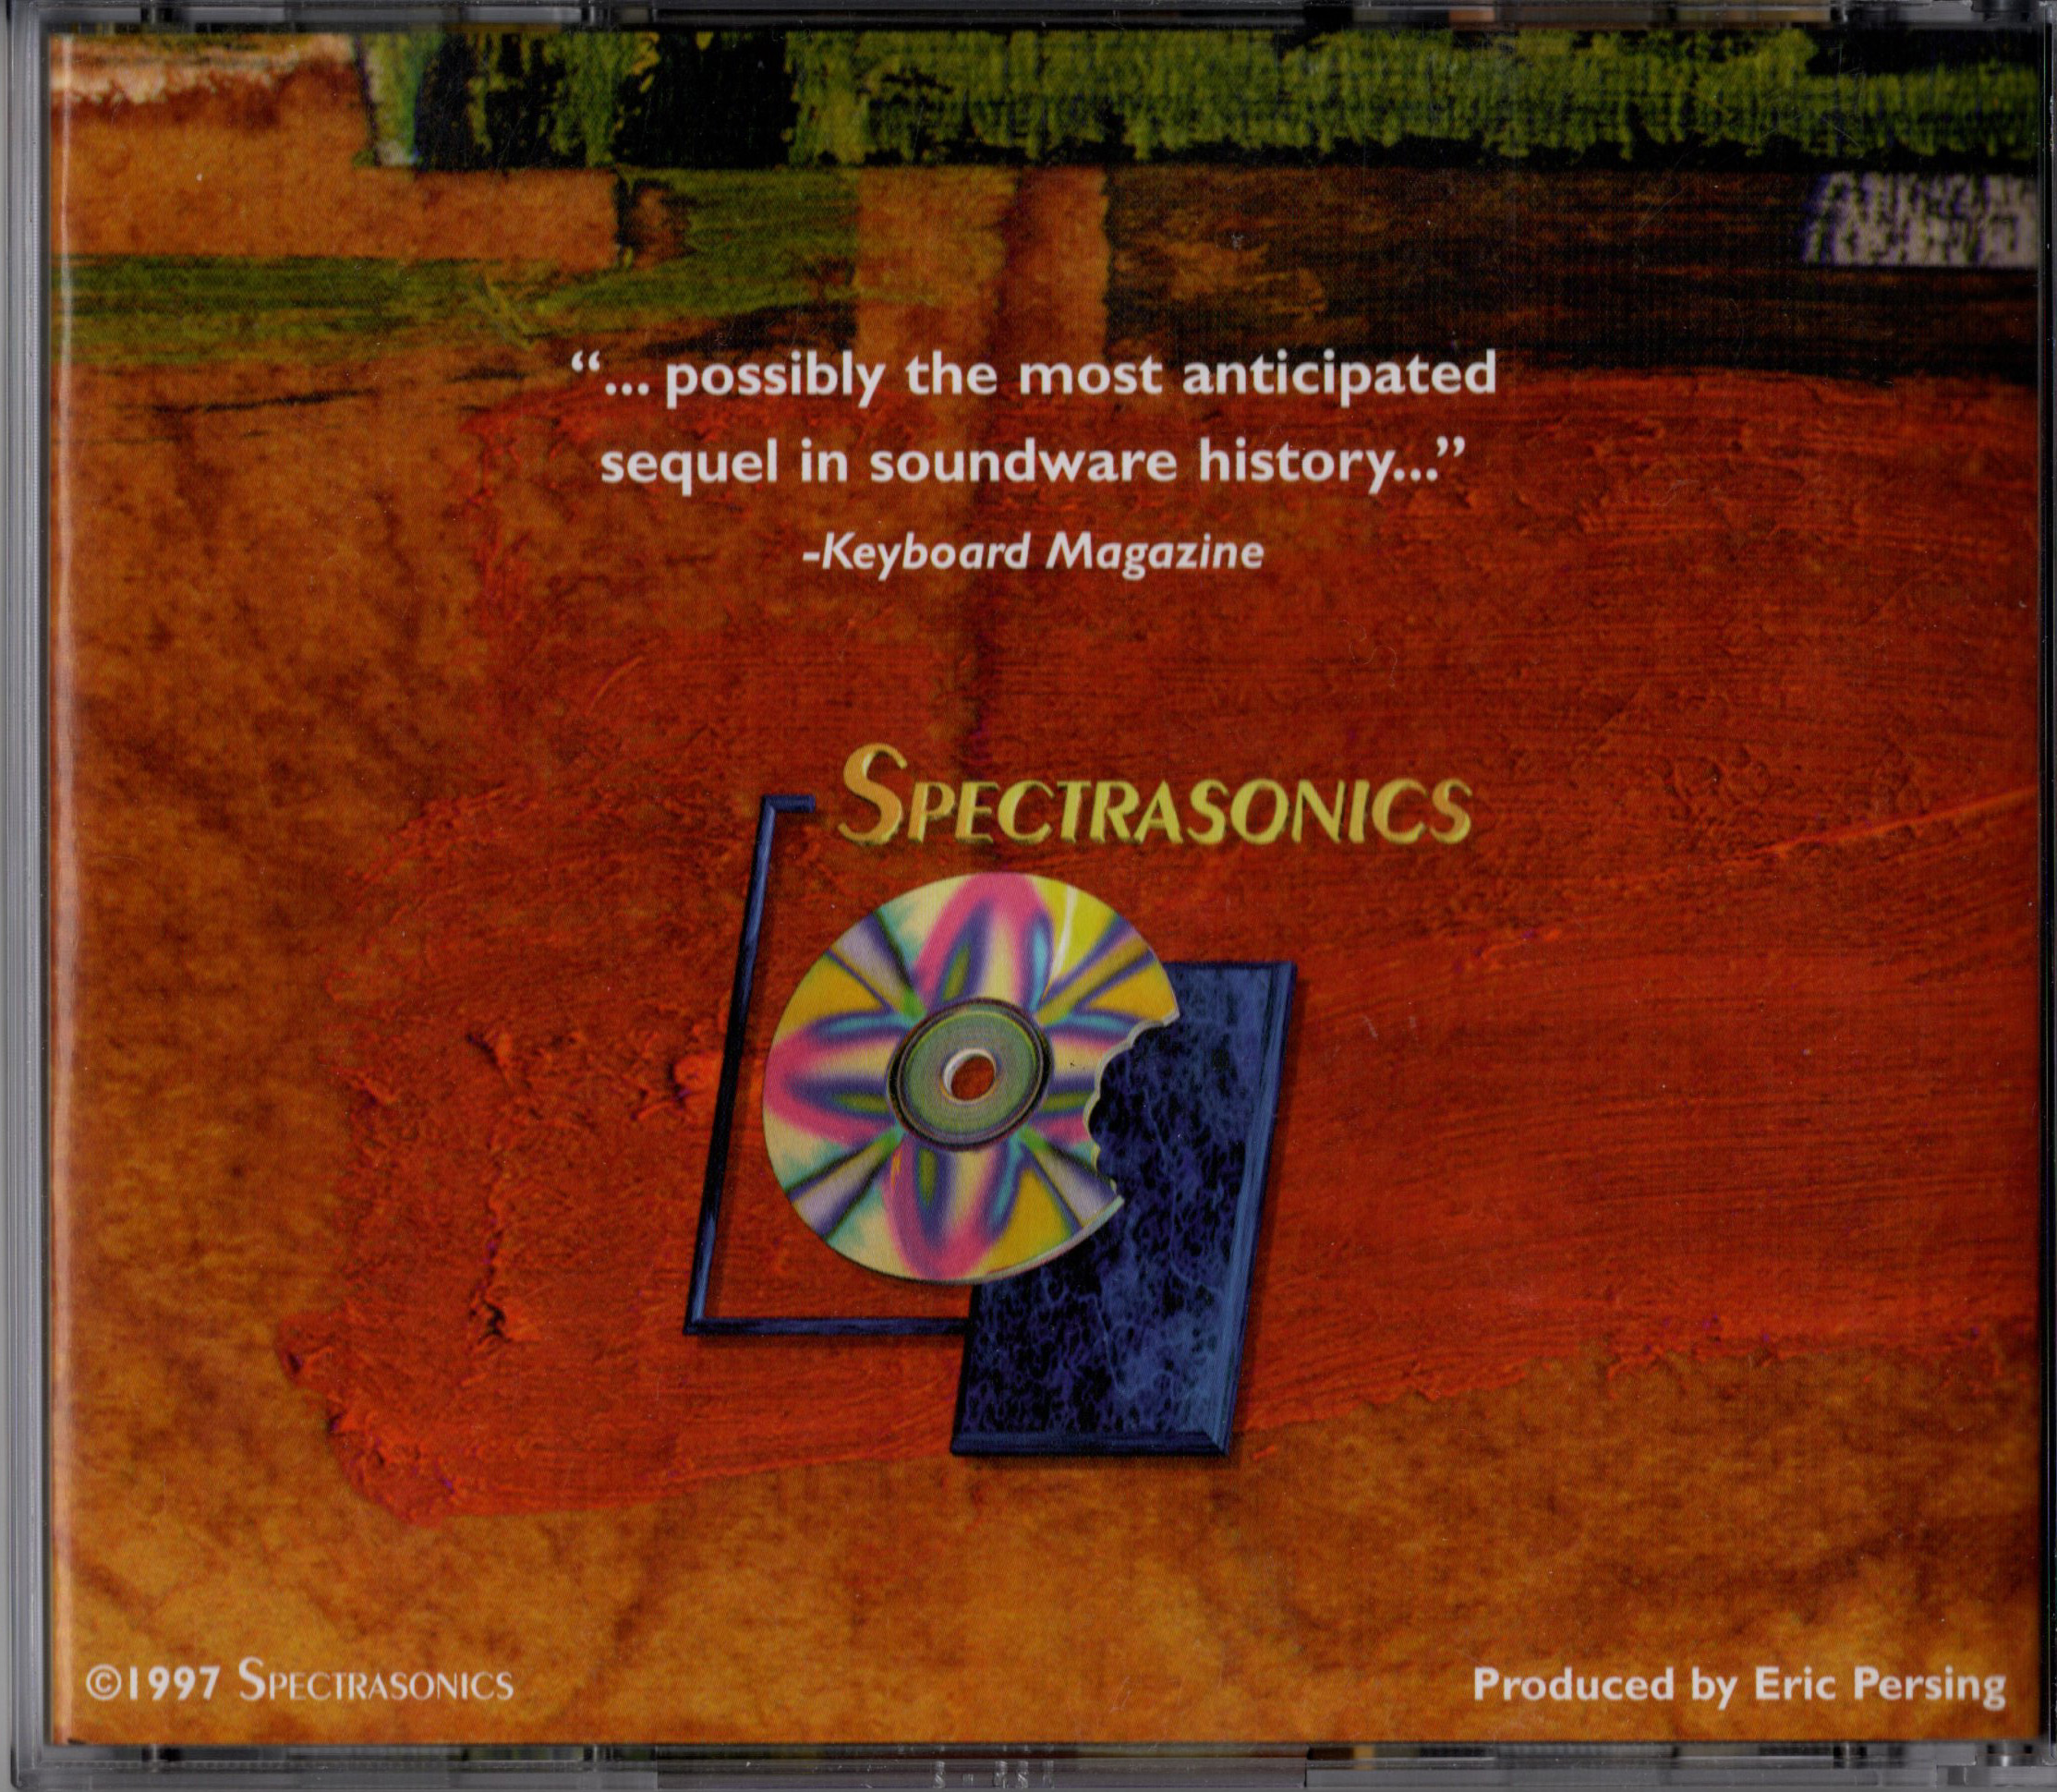 “... possibly the most anticipated
sequel in soundware history...”
-Keyboard Magazine
SPECTRASONICS
©1997 SPECTRASONICS
Produced by Eric Persing